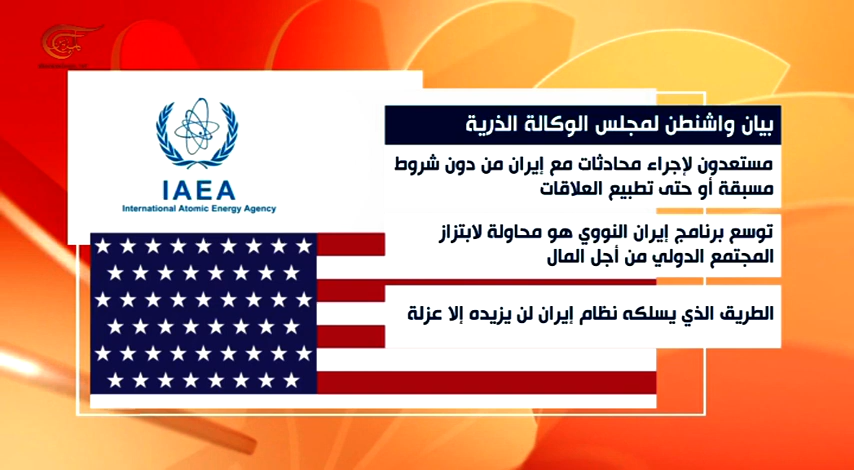 IAEA
International Atomic Energy Agency
بيان واشنطن لمجلس الوكالة الذرية
مستعدون لإجراء محادثات مع إيران من دون شروط
مسبقة أو حتى تطبيع العلاقات
توسع برنامج إيران النووي هو محاولة لابتزاز
المجتمع الدولي من أجل المال
الطريق الذي يسلكه نظام إيران لن يزيده إلا عزلة